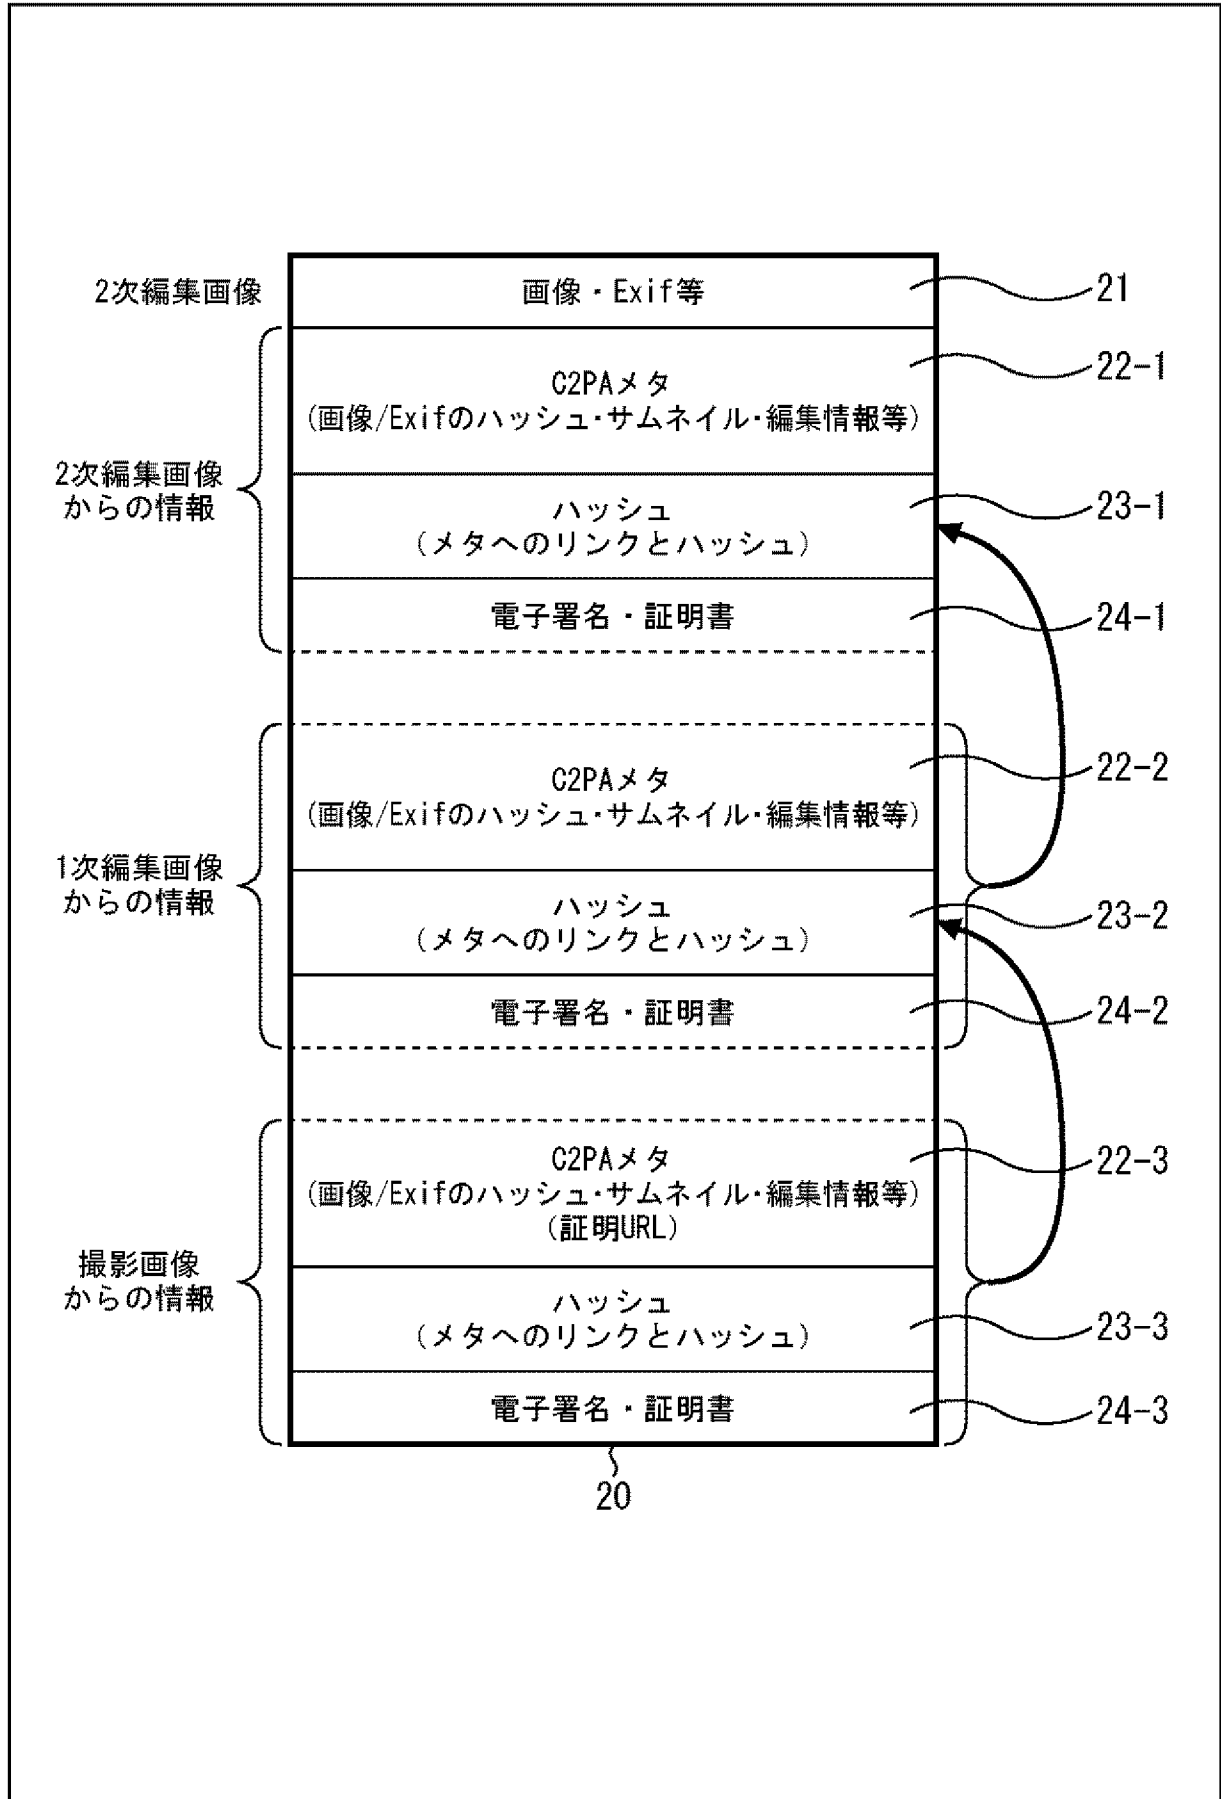 2次編集画像
画像・Exif等
21
C2PAメタ
(画像/Exifのハッシュ・サムネイル・編集情報等)
22-1
2次編集画像
からの情報
ハッシュ
(メタへのリンクとハッシュ)
23-1
電子署名・証明書
24-1
C2PAメタ
(画像/Exifのハッシュ・サムネイル・編集情報等)
22-2
1次編集画像
からの情報
ハッシュ
(メタへのリンクとハッシュ)
23-2
電子署名・証明書
24-2
C2PAメタ
(画像/Exifのハッシュ・サムネイル・編集情報等)
(証明URL)
22-3
撮影画像
からの情報
ハッシュ
(メタへのリンクとハッシュ)
23-3
電子署名・証明書
24-3
20